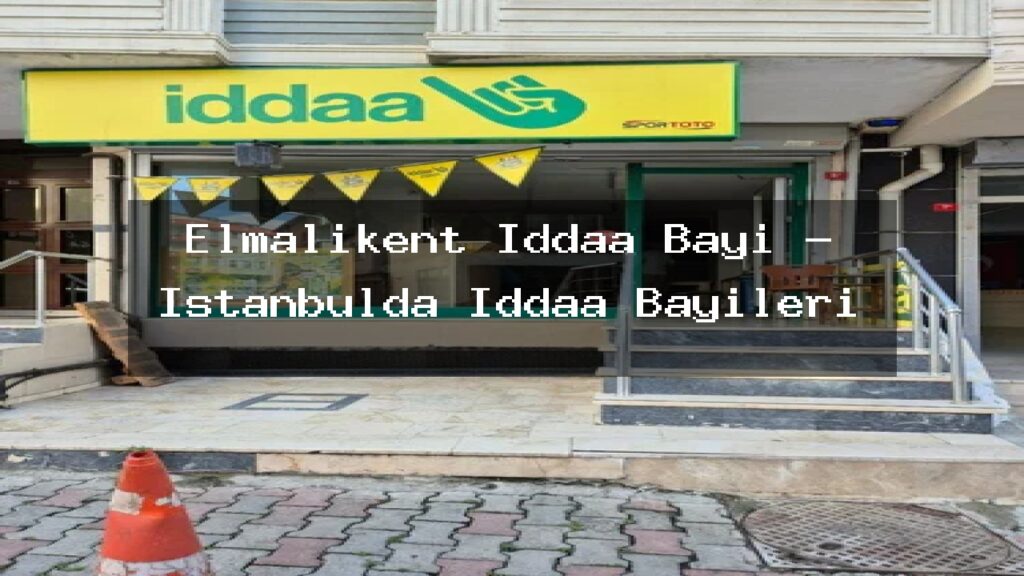 iddaa
SPORTOTO
Elmalikent Iddaa Bayi –
Istanbulda Iddaa Bayileri